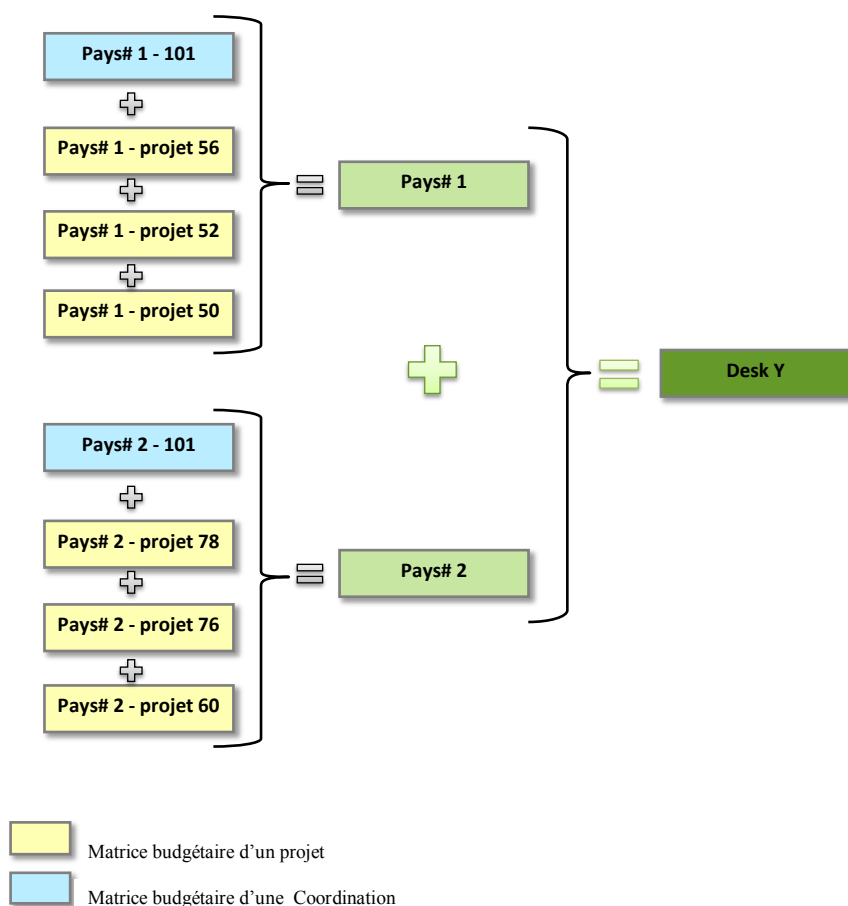 Pays# 1 - 101
Pays# 1 - projet 56
Pays# 1 - projet 52
Pays# 1 - projet 50
Pays# 1
Desk Y
Pays# 2 - 101
Pays# 2 - projet 78
Pays# 2 - projet 76
Pays# 2 - projet 60
Pays# 2
Matrice budgétaire d’un projet
Matrice budgétaire d’une Coordination